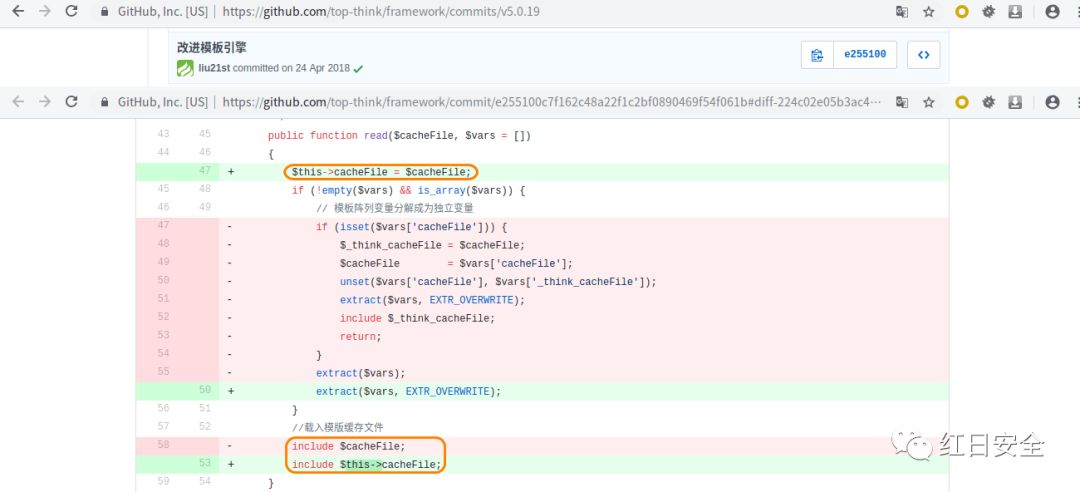 GitHub, Inc. [US] | https://github.com/top-think/framework/commits/v5.0.19
改进模板引擎
liu21st committed on 24 Apr 2018
e255100
GitHub, Inc. [US] | https://github.com/top-think/framework/commit/e255100c7f162c48a22f1c2bf0890469f54f061b#diff-224c02e05b3ac4…
43 45 public function read($cacheFile, $vars = [])
44 46 {
47 + $this->cacheFile = $cacheFile;
45 48 if (!empty($vars) && is_array($vars)) {
46 49 // 模板阵列变量分解成为独立变量
47 - if (isset($vars['cacheFile'])) {
48 - $_think_cacheFile = $cacheFile;
49 - $cacheFile = $vars['cacheFile'];
50 - unset($vars['cacheFile'], $vars['_think_cacheFile']);
51 - extract($vars, EXTR_OVERWRITE);
52 - include $_think_cacheFile;
53 - return;
54 - }
55 - extract($vars);
50 + extract($vars, EXTR_OVERWRITE);
56 51 }
57 52 //载入模版缓存文件
58 - include $cacheFile;
53 + include $this->cacheFile;
59 54 }
红日安全